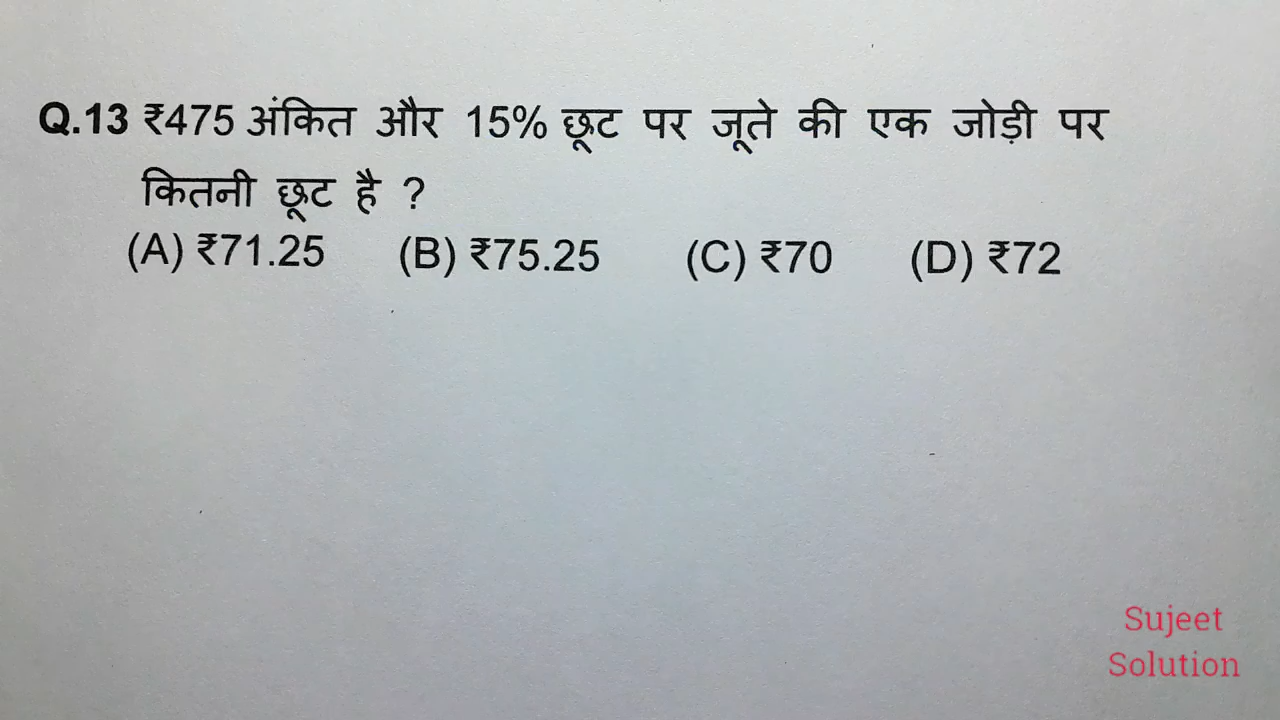 Q.13 ₹475 अंकित और 15% छूट पर जूते की एक जोड़ी पर
कितनी छूट है ?
(A) ₹71.25 (B) ₹75.25 (C) ₹70 (D) ₹72
Sujeet
Solution